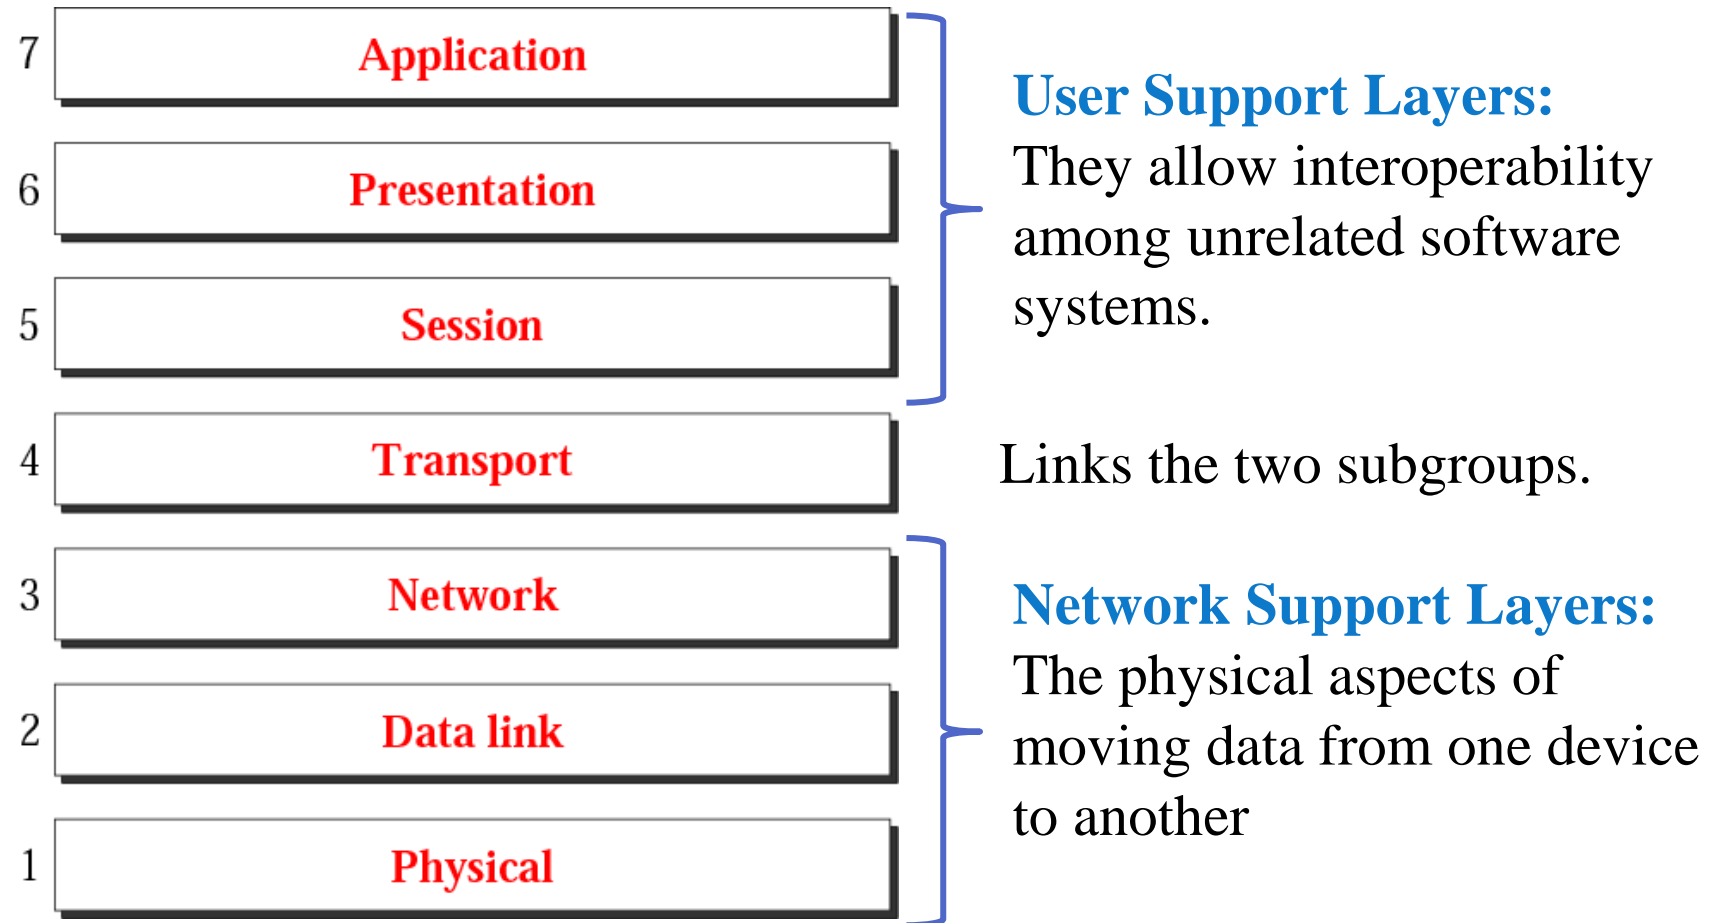 7 Application
6 Presentation
5 Session
4 Transport
3 Network
2 Data link
1 Physical
User Support Layers:
They allow interoperability
among unrelated software
systems.
Links the two subgroups.
Network Support Layers:
The physical aspects of
moving data from one device
to another